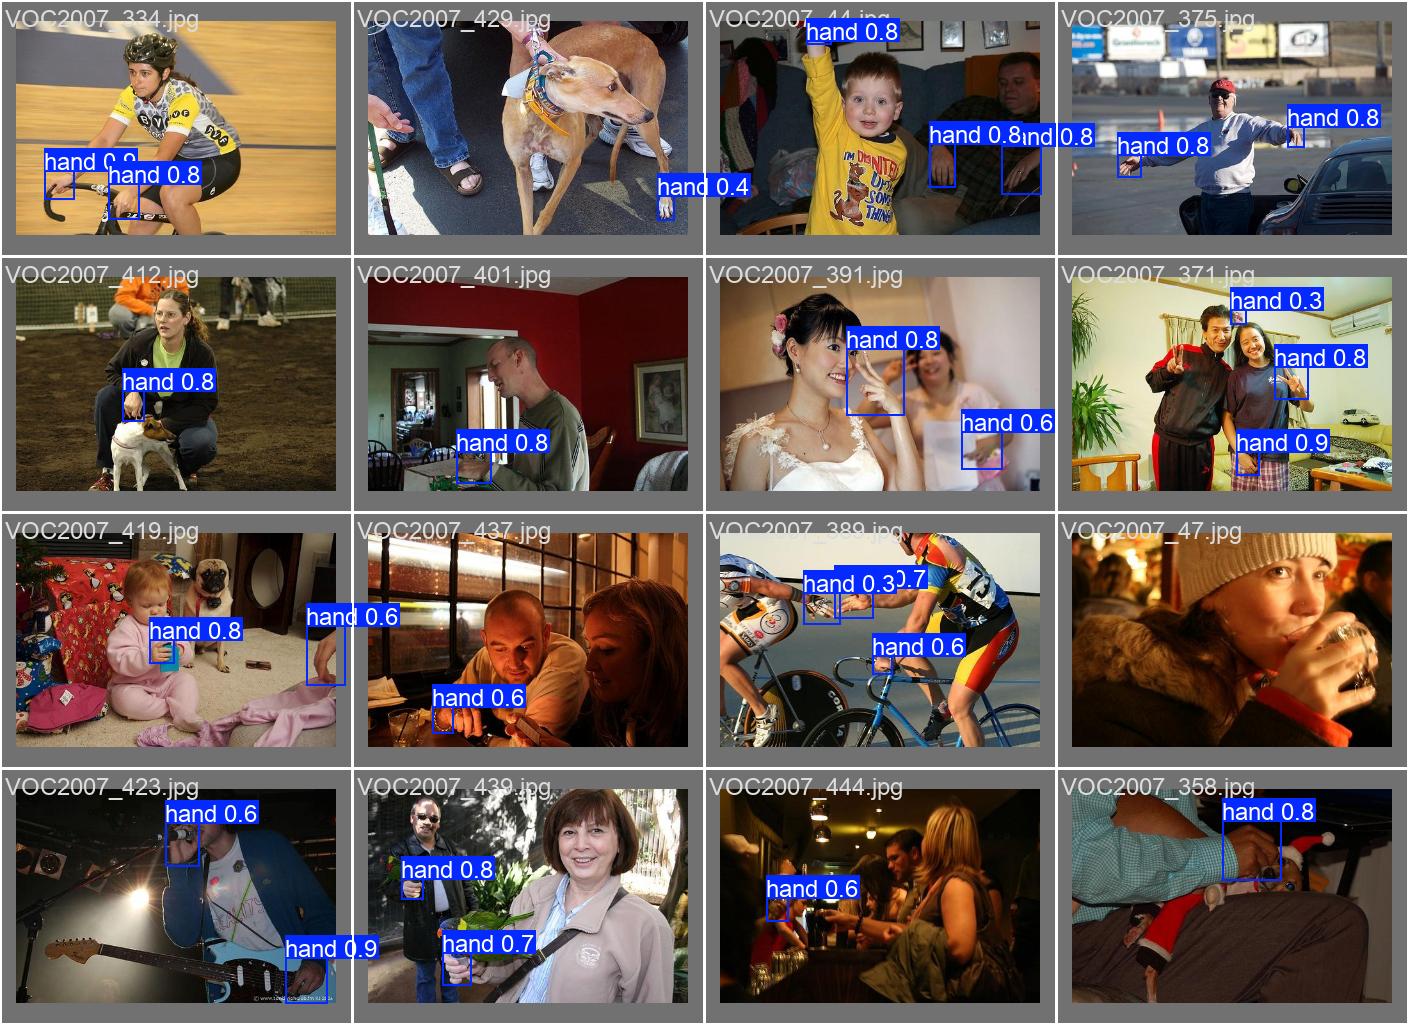 VOC2007_334.jpg
VOC2007_429.jpg
VOC2007_44.jpg
VOC2007_375.jpg
hand 0.9
hand 0.8
hand 0.4
hand 0.8
hand 0.8
hand 0.8
hand 0.8
hand 0.8
I'M
UP
SONG
THING
VOC2007_412.jpg
VOC2007_401.jpg
VOC2007_391.jpg
VOC2007_371.jpg
hand 0.8
hand 0.8
hand 0.8
hand 0.6
hand 0.3
hand 0.8
hand 0.9
VOC2007_419.jpg
VOC2007_437.jpg
VOC2007_389.jpg
VOC2007_47.jpg
hand 0.8
hand 0.6
hand 0.6
hand 0.3
0.7
hand 0.6
VOC2007_423.jpg
VOC2007_439.jpg
VOC2007_444.jpg
VOC2007_358.jpg
hand 0.6
hand 0.9
hand 0.8
hand 0.7
hand 0.6
hand 0.8